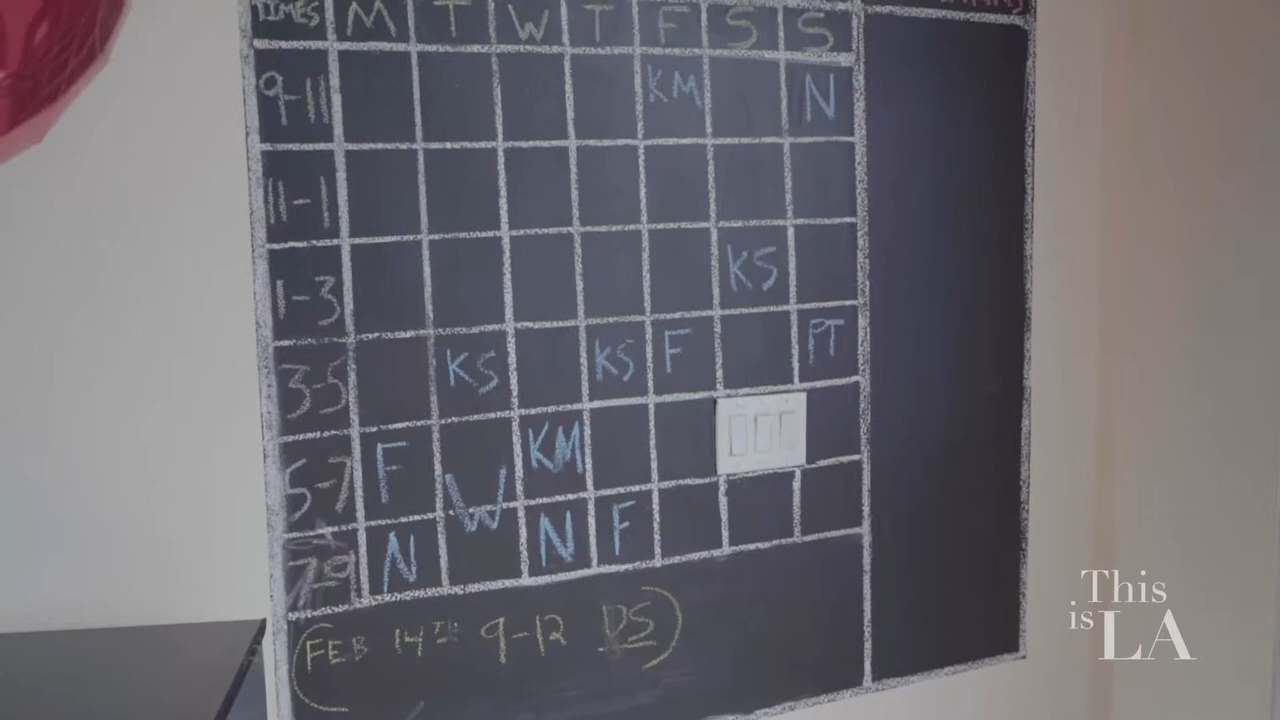 TIMES M T W T F S S
9-11 KM N
11-1
1-3 KS
3-5 KS KS F PT
5-7 F W KM
7-9 N N F
(FEB 14TH 9-12 DS)
This
is LA